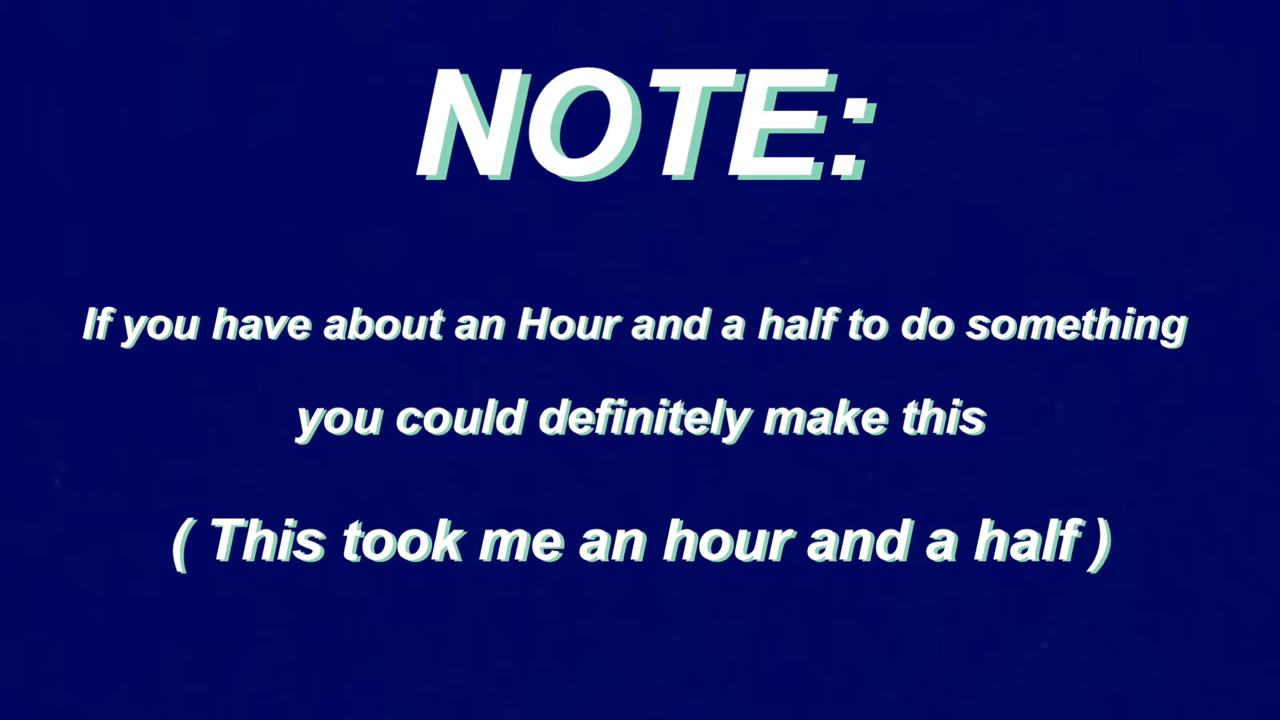 NOTE:
If you have about an Hour and a half to do something
you could definitely make this
( This took me an hour and a half )